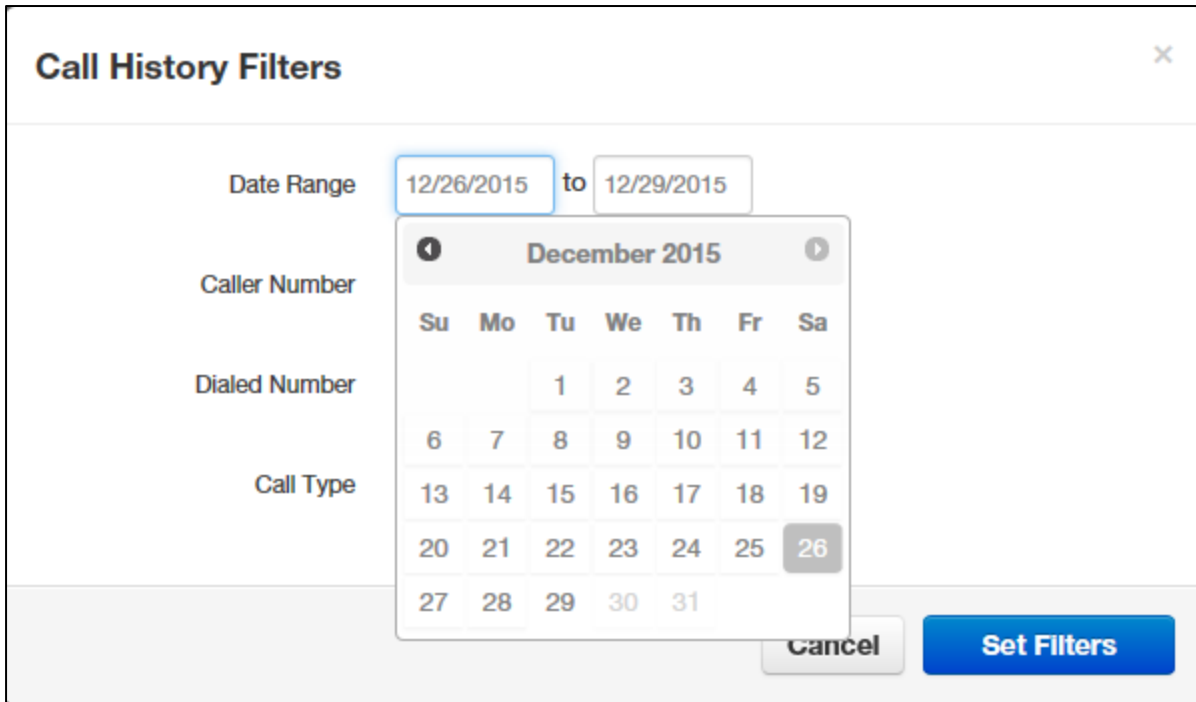 Call History Filters ×
Date Range 12/26/2015 to 12/29/2015
December 2015
Caller Number
Su Mo Tu We Th Fr Sa
Dialed Number 1 2 3 4 5
6 7 8 9 10 11 12
Call Type 13 14 15 16 17 18 19
20 21 22 23 24 25 26
27 28 29 30 31
Cancel Set Filters